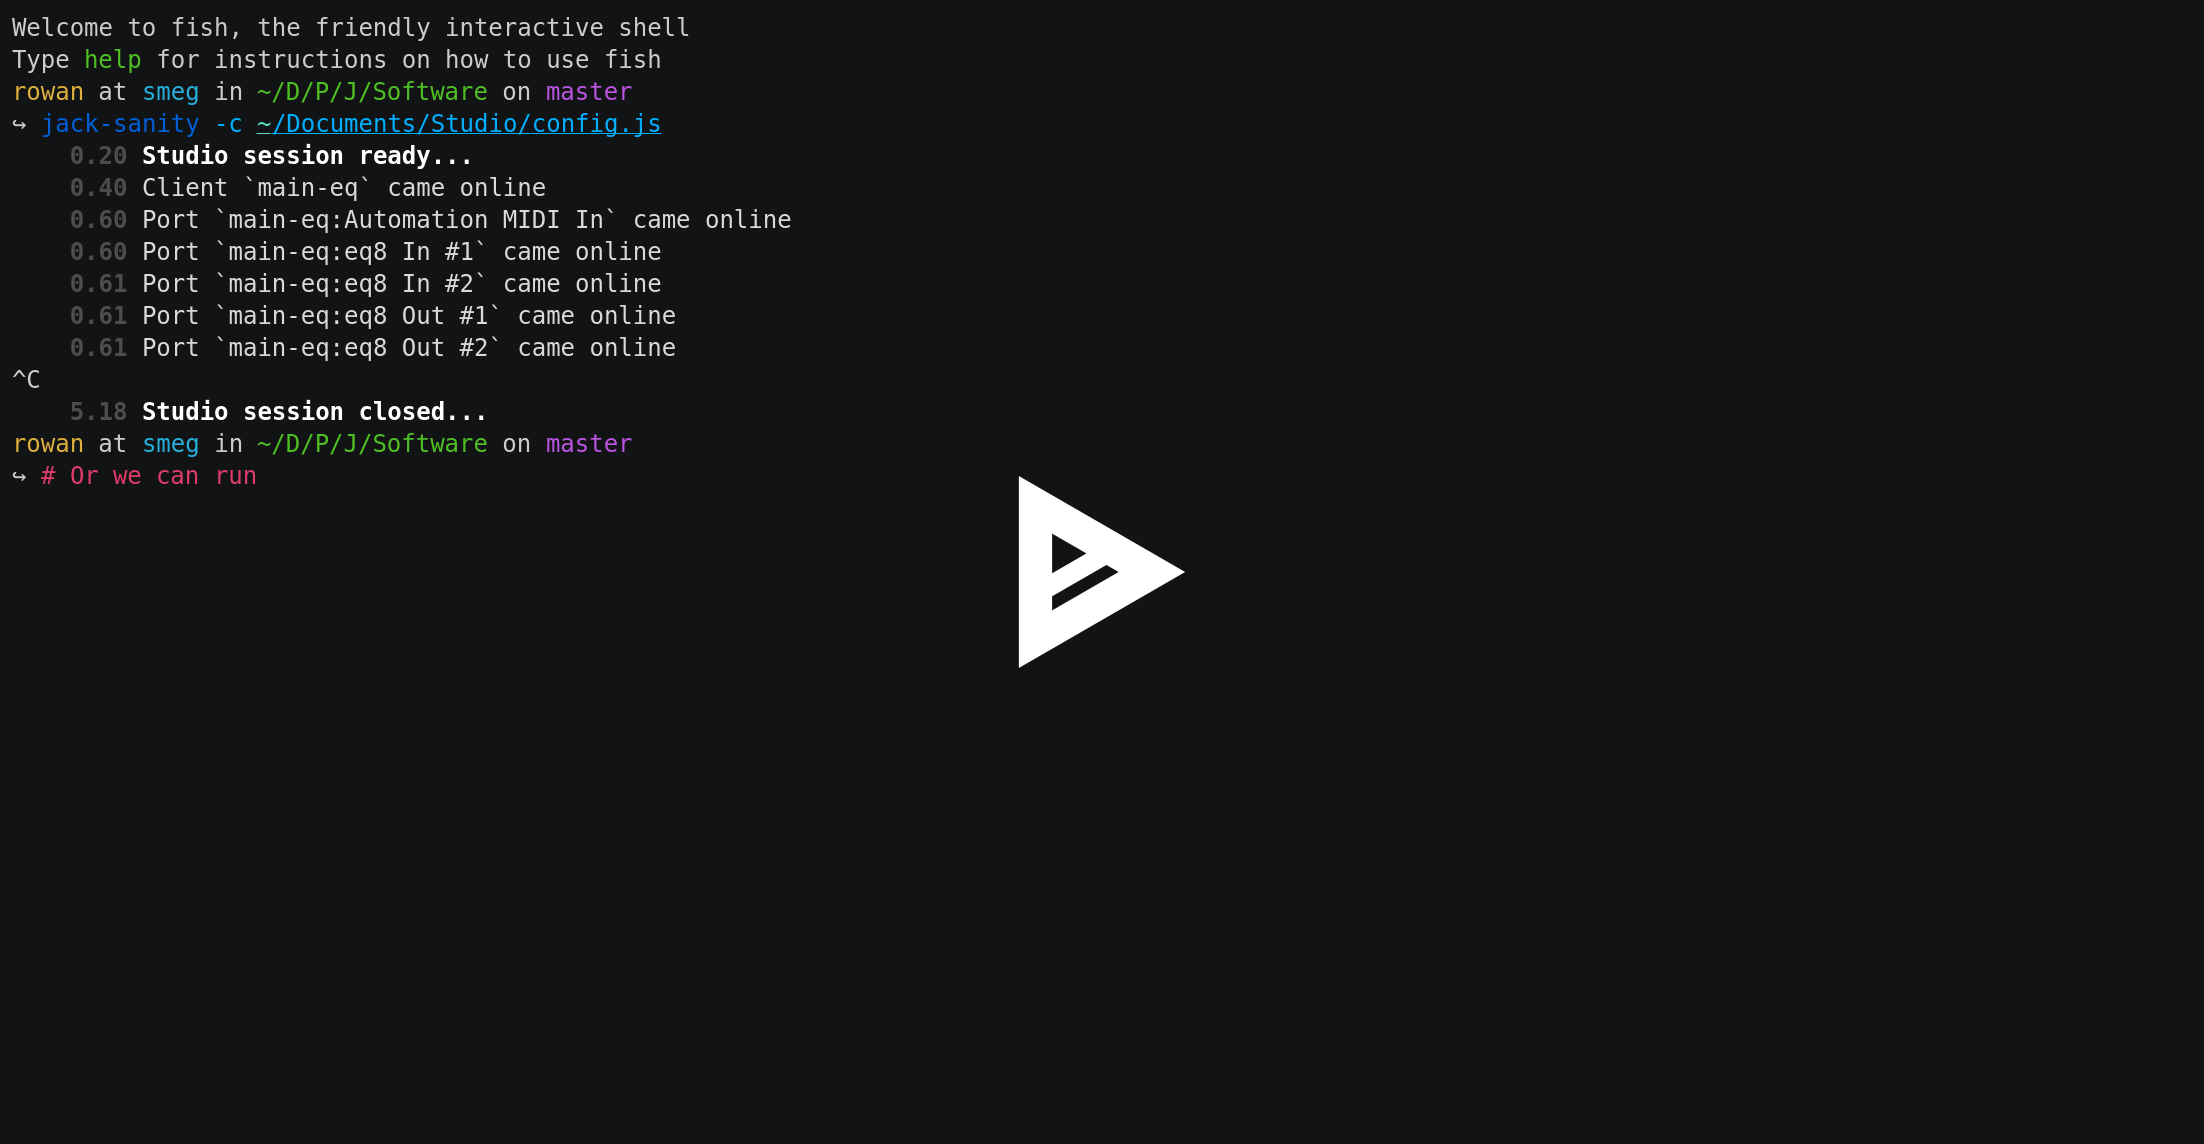 Welcome to fish, the friendly interactive shell
Type help for instructions on how to use fish
rowan at smeg in ~/D/P/J/Software on master
↪ jack-sanity -c ~/Documents/Studio/config.js
0.20 Studio session ready...
0.40 Client `main-eq` came online
0.60 Port `main-eq:Automation MIDI In` came online
0.60 Port `main-eq:eq8 In #1` came online
0.61 Port `main-eq:eq8 In #2` came online
0.61 Port `main-eq:eq8 Out #1` came online
0.61 Port `main-eq:eq8 Out #2` came online
^C
5.18 Studio session closed...
rowan at smeg in ~/D/P/J/Software on master
↪ # Or we can run